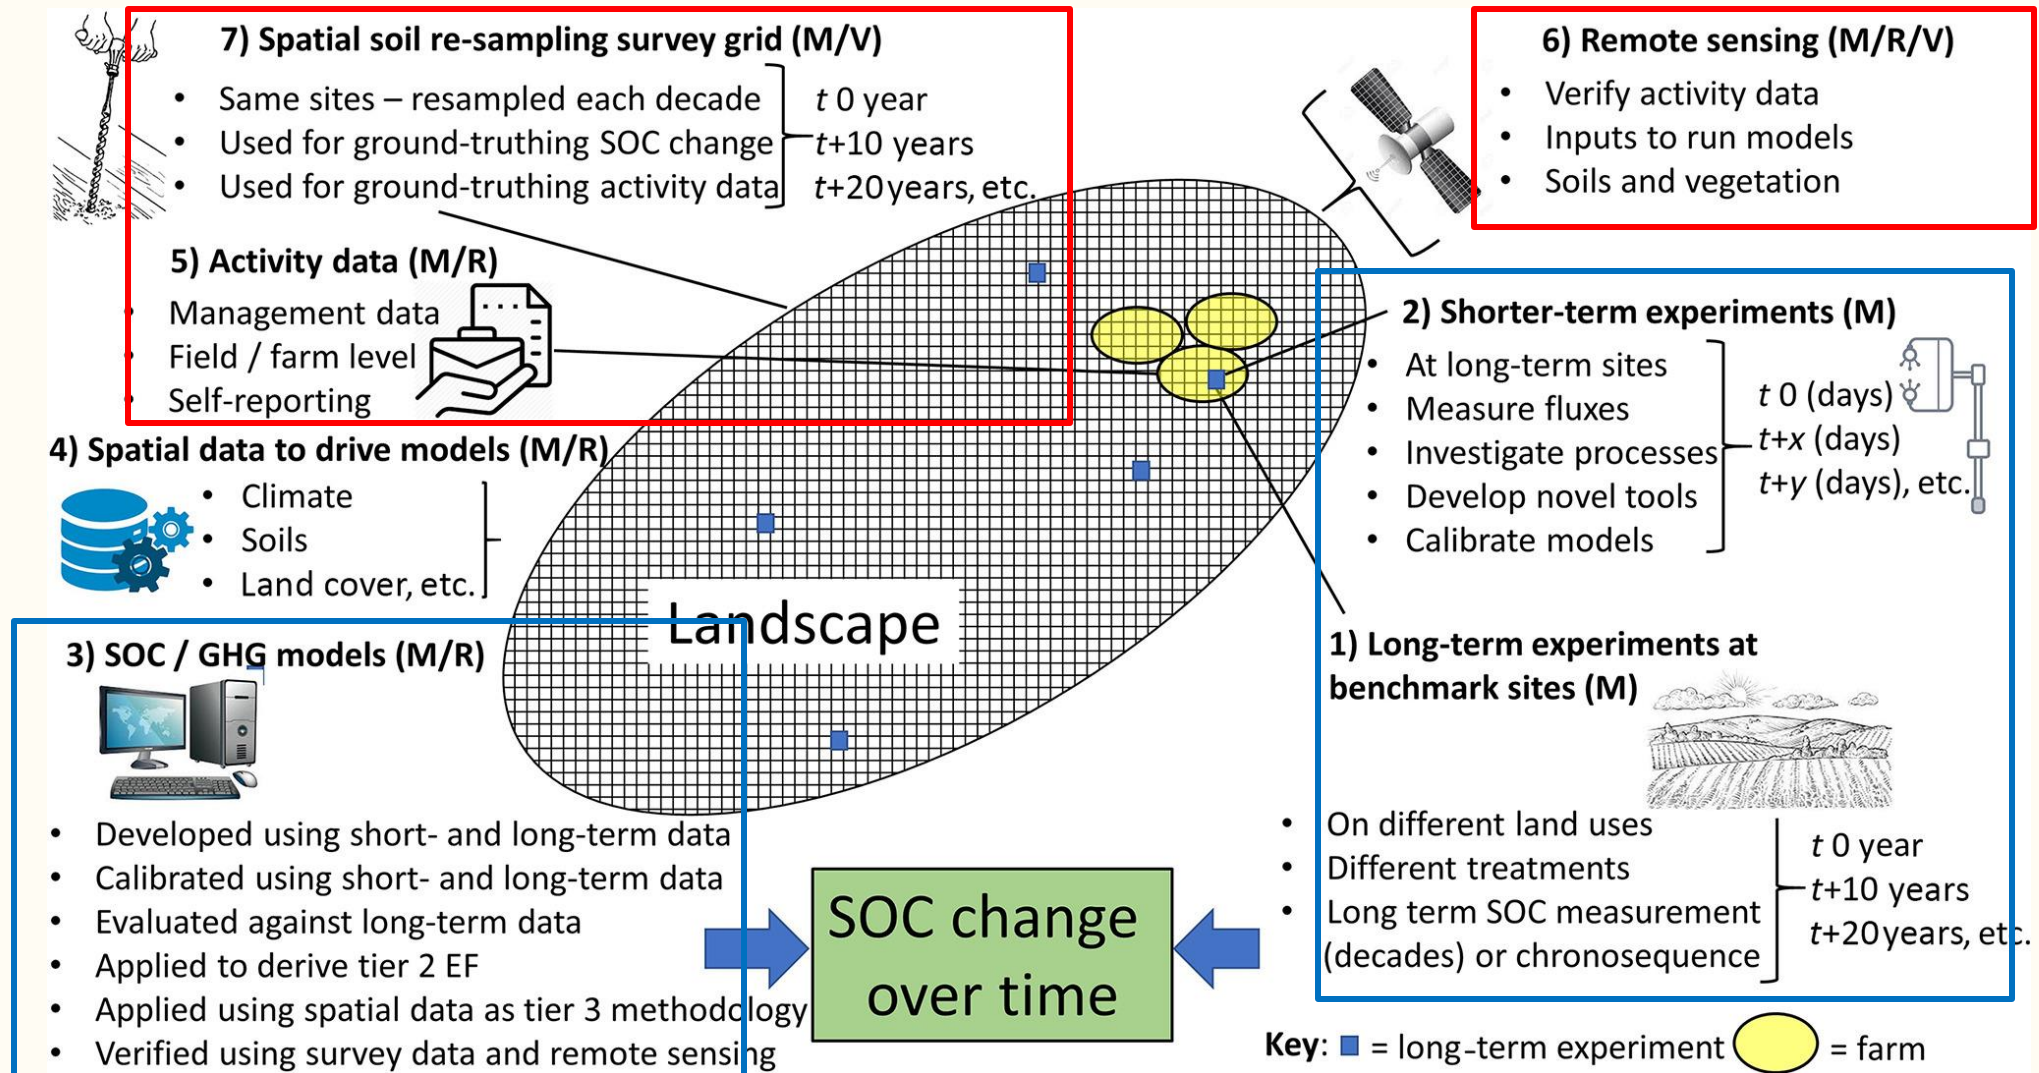 7) Spatial soil re-sampling survey grid (M/V)
• Same sites – resampled each decade
• Used for ground-truthing SOC change
• Used for ground-truthing activity data
t 0 year
t+10 years
t+20 years, etc.
6) Remote sensing (M/R/V)
• Verify activity data
• Inputs to run models
• Soils and vegetation
5) Activity data (M/R)
• Management data
• Field / farm level
• Self-reporting
2) Shorter-term experiments (M)
• At long-term sites
• Measure fluxes
• Investigate processes
• Develop novel tools
• Calibrate models
t 0 (days)
t+x (days)
t+y (days), etc.
4) Spatial data to drive models (M/R)
• Climate
• Soils
• Land cover, etc.
Landscape
3) SOC / GHG models (M/R)
• Developed using short- and long-term data
• Calibrated using short- and long-term data
• Evaluated against long-term data
• Applied to derive tier 2 EF
• Applied using spatial data as tier 3 methodology
• Verified using survey data and remote sensing
1) Long-term experiments at
benchmark sites (M)
• On different land uses
• Different treatments
• Long term SOC measurement
(decades) or chronosequence
t 0 year
t+10 years
t+20 years, etc.
SOC change
over time
Key: = long-term experiment = farm